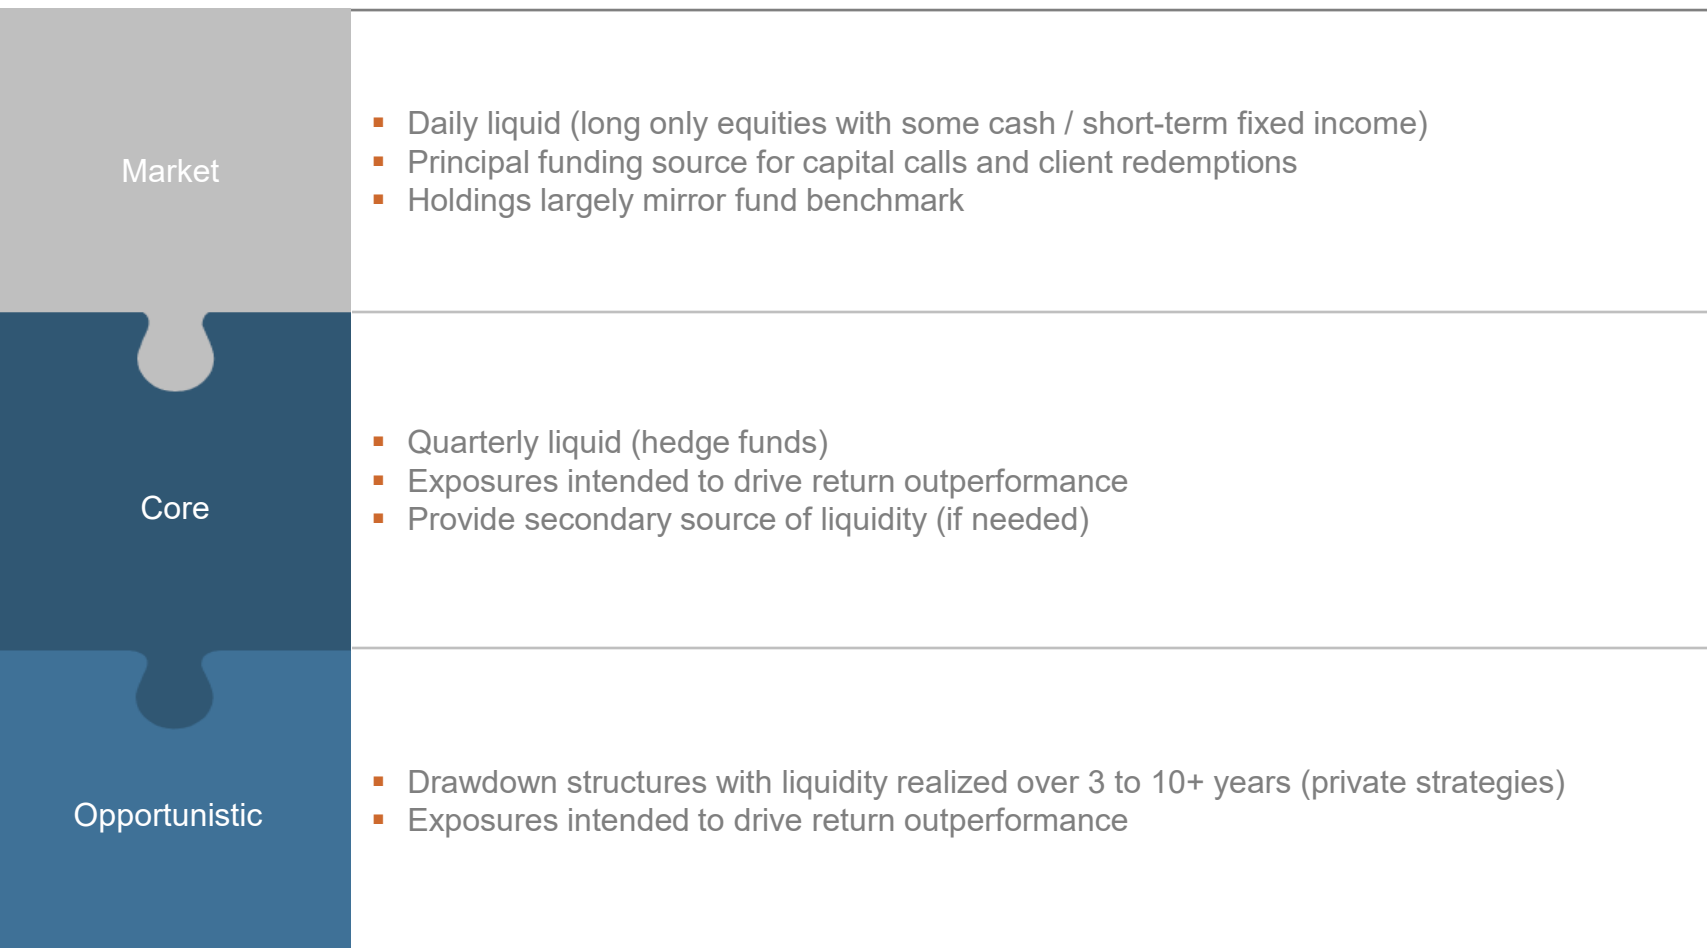 Market
▪ Daily liquid (long only equities with some cash / short-term fixed income)
▪ Principal funding source for capital calls and client redemptions
▪ Holdings largely mirror fund benchmark
Core
▪ Quarterly liquid (hedge funds)
▪ Exposures intended to drive return outperformance
▪ Provide secondary source of liquidity (if needed)
Opportunistic
▪ Drawdown structures with liquidity realized over 3 to 10+ years (private strategies)
▪ Exposures intended to drive return outperformance